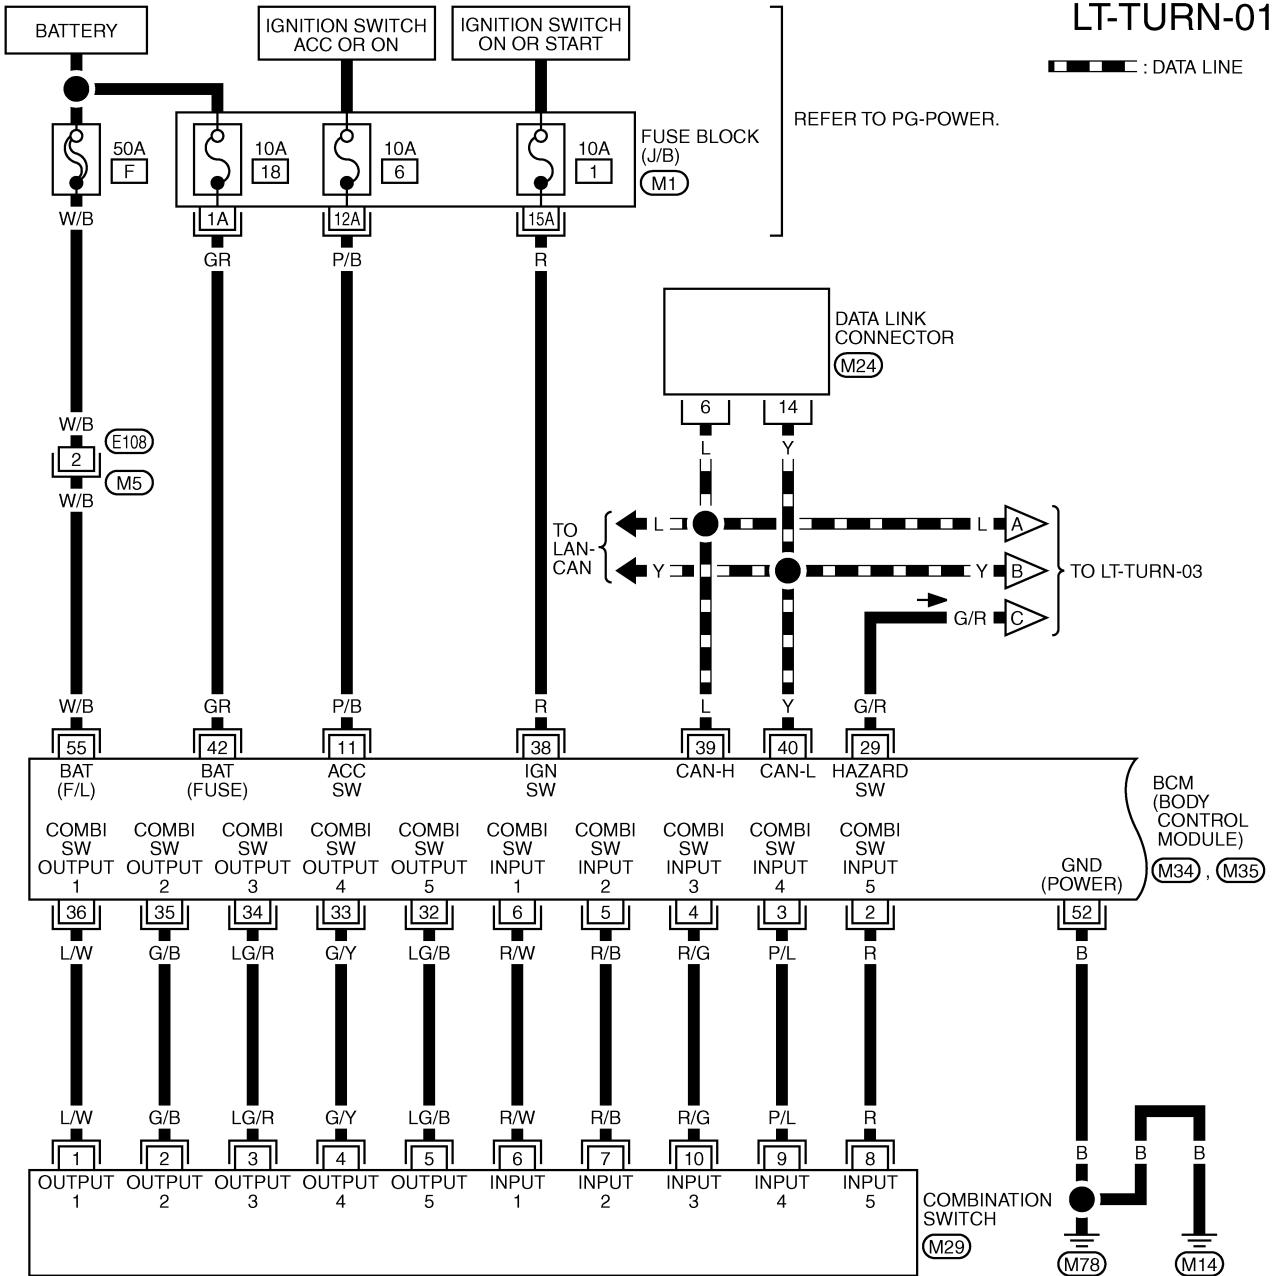 LT-TURN-01
: DATA LINE
BATTERY
IGNITION SWITCH
ACC OR ON
IGNITION SWITCH
ON OR START
REFER TO PG-POWER.
50A
F
10A
18
10A
6
10A
1
FUSE BLOCK
(J/B)
M1
1A
12A
15A
W/B
GR
P/B
R
DATA LINK
CONNECTOR
M24
6
14
L
Y
W/B
E108
2
M5
W/B
TO
LAN-
CAN
L
L
A
Y
Y
B
TO LT-TURN-03
G/R
C
W/B
GR
P/B
R
L
Y
G/R
55
42
11
38
39
40
29
BAT
(F/L)
BAT
(FUSE)
ACC
SW
IGN
SW
CAN-H
CAN-L
HAZARD
SW
BCM
(BODY
CONTROL
MODULE)
M34 , M35
COMBI
SW
OUTPUT
1
COMBI
SW
OUTPUT
2
COMBI
SW
OUTPUT
3
COMBI
SW
OUTPUT
4
COMBI
SW
OUTPUT
5
COMBI
SW
INPUT
1
COMBI
SW
INPUT
2
COMBI
SW
INPUT
3
COMBI
SW
INPUT
4
COMBI
SW
INPUT
5
GND
(POWER)
36
35
34
33
32
6
5
4
3
2
52
L/W
G/B
LG/R
G/Y
LG/B
R/W
R/B
R/G
P/L
R
B
L/W
G/B
LG/R
G/Y
LG/B
R/W
R/B
R/G
P/L
R
B
B
B
1
2
3
4
5
6
7
10
9
8
OUTPUT
1
OUTPUT
2
OUTPUT
3
OUTPUT
4
OUTPUT
5
INPUT
1
INPUT
2
INPUT
3
INPUT
4
INPUT
5
COMBINATION
SWITCH
M29
M78
M14